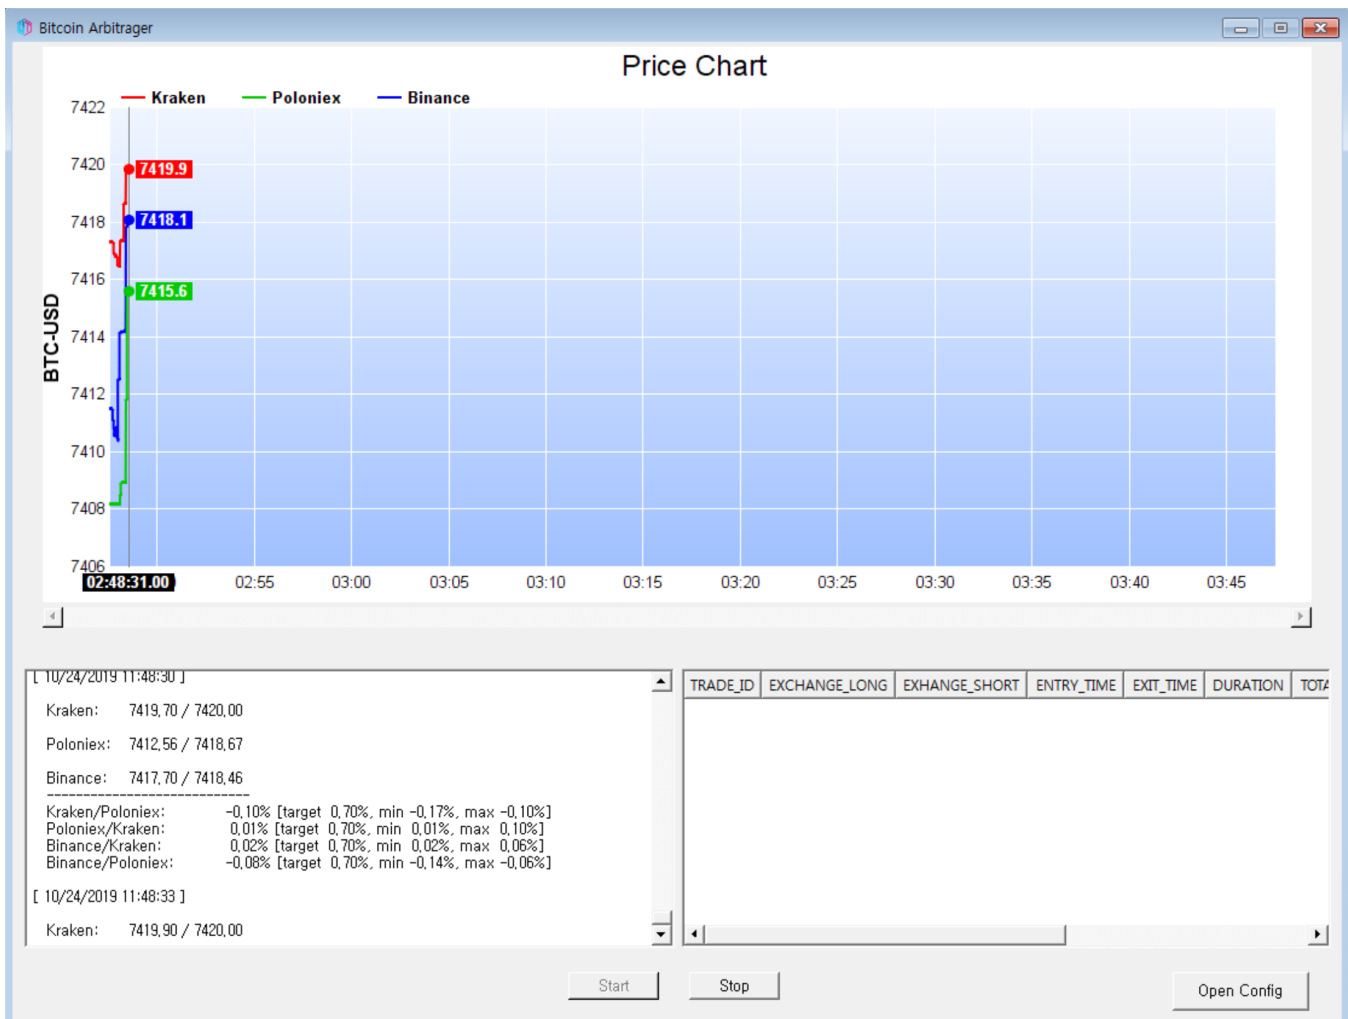 Bitcoin Arbitrager
Price Chart
Kraken Poloniex Binance
7422
7420
7419.9
7418
7418.1
7416
7415.6
7414
7412
7410
7408
7406
BTC-USD
02:48:31.00 02:55 03:00 03:05 03:10 03:15 03:20 03:25 03:30 03:35 03:40 03:45
[ 10/24/2019 11:48:30 ]
Kraken: 7419,70 / 7420,00
Poloniex: 7412,56 / 7418,67
Binance: 7417,70 / 7418,46
----------------------------
Kraken/Poloniex: -0,10% [target 0,70%, min -0,17%, max -0,10%]
Poloniex/Kraken: 0,01% [target 0,70%, min 0,01%, max 0,10%]
Binance/Kraken: 0,02% [target 0,70%, min 0,02%, max 0,06%]
Binance/Poloniex: -0,08% [target 0,70%, min -0,14%, max -0,06%]
[ 10/24/2019 11:48:33 ]
Kraken: 7419,90 / 7420,00
TRADE_ID EXCHANGE_LONG EXHANGE_SHORT ENTRY_TIME EXIT_TIME DURATION TOTA
Start Stop Open Config